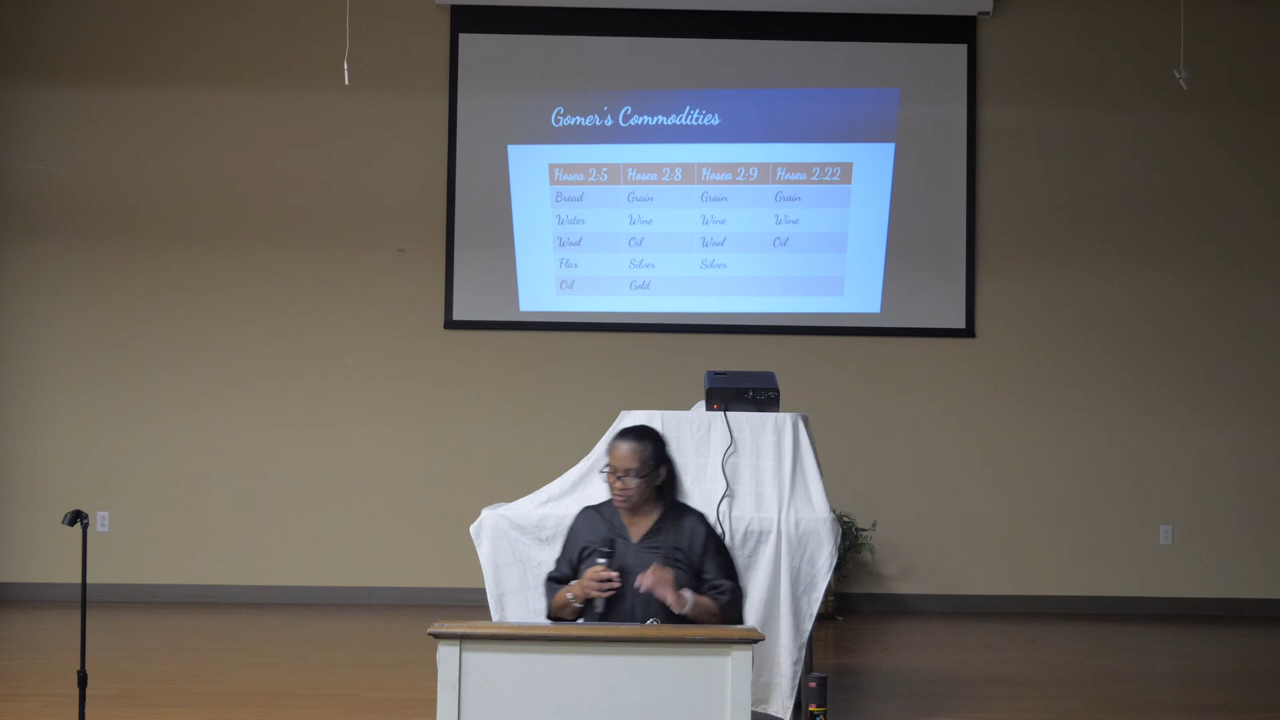 Gomer's Commodities
Hosea 2:5 Hosea 2:8 Hosea 2:9 Hosea 2:22
Bread Grain Grain Grain
Water Wine Wine Wine
Wool Oil Wool Oil
Flax Silver Silver
Oil Gold